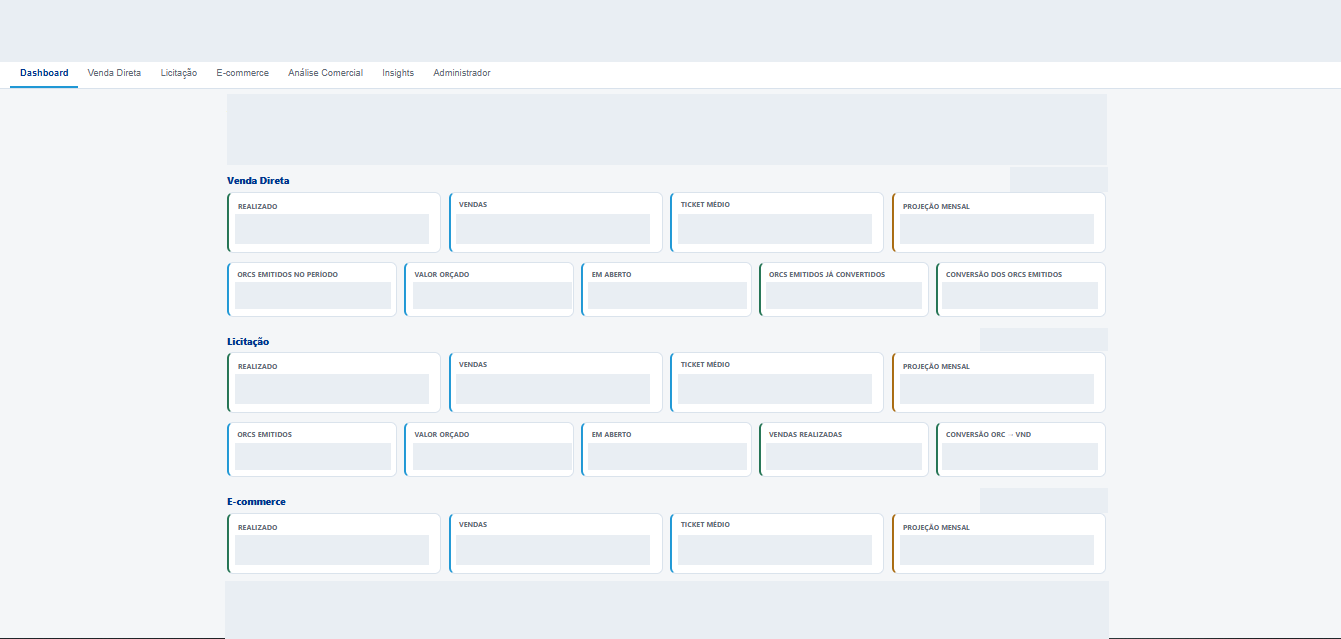 Dashboard Venda Direta Licitação E-commerce Análise Comercial Insights Administrador
Venda Direta
REALIZADO VENDAS TICKET MÉDIO PROJEÇÃO MENSAL
ORCS EMITIDOS NO PERÍODO VALOR ORÇADO EM ABERTO ORCS EMITIDOS JÁ CONVERTIDOS CONVERSÃO DOS ORCS EMITIDOS
Licitação
REALIZADO VENDAS TICKET MÉDIO PROJEÇÃO MENSAL
ORCS EMITIDOS VALOR ORÇADO EM ABERTO VENDAS REALIZADAS CONVERSÃO ORC → VND
E-commerce
REALIZADO VENDAS TICKET MÉDIO PROJEÇÃO MENSAL